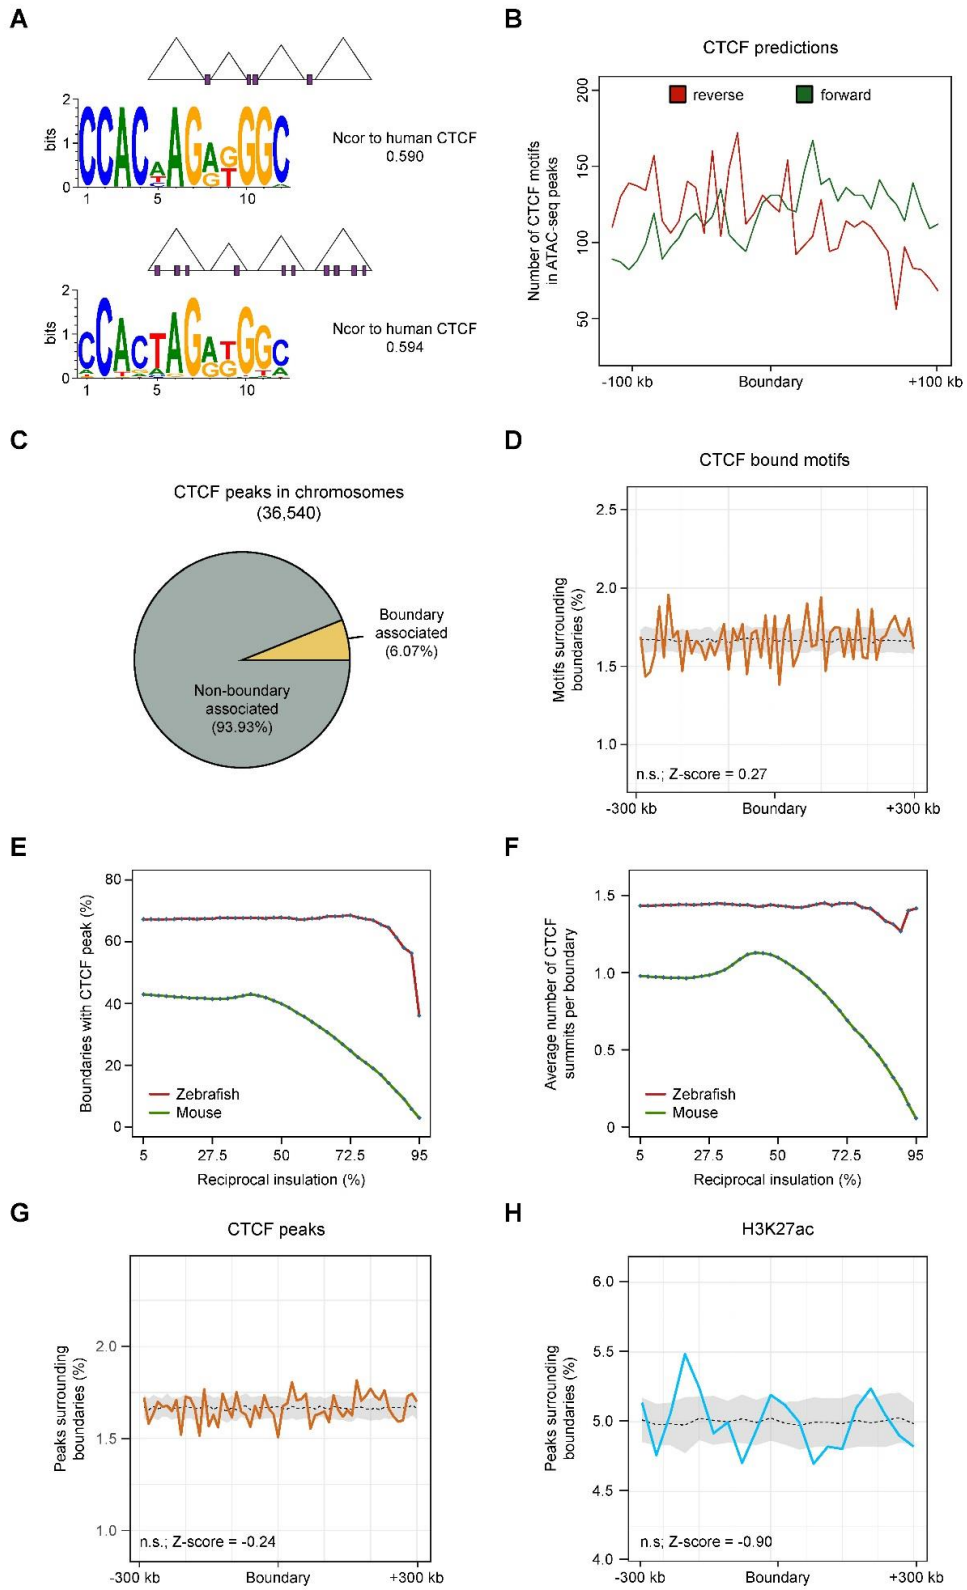 A
2
bits
1
0
CCACAAGAGGGC
T G T
1 5 10
Ncor to human CTCF
0.590
2
bits
1
0
CCACTAGATGGC
GG
1 5 10
Ncor to human CTCF
0.594
B
CTCF predictions
reverse
forward
Number of CTCF motifs
in ATAC-seq peaks
200
150
100
50
-100 kb Boundary +100 kb
C
CTCF peaks in chromosomes
(36,540)
Boundary
associated
(6.07%)
Non-boundary
associated
(93.93%)
D
CTCF bound motifs
Motifs surrounding
boundaries (%)
2.5
2.0
1.5
1.0
n.s.; Z-score = 0.27
-300 kb Boundary +300 kb
E
Boundaries with CTCF peak (%)
80
60
40
20
0
Zebrafish
Mouse
5 27.5 50 72.5 95
Reciprocal insulation (%)
F
Average number of CTCF
summits per boundary
1.5
1.0
0.5
0
Zebrafish
Mouse
5 27.5 50 72.5 95
Reciprocal insulation (%)
G
CTCF peaks
Peaks surrounding
boundaries (%)
2.0
1.5
1.0
n.s.; Z-score = -0.24
-300 kb Boundary +300 kb
H
H3K27ac
Peaks surrounding
boundaries (%)
6.0
5.5
5.0
4.5
4.0
n.s; Z-score = -0.90
-300 kb Boundary +300 kb